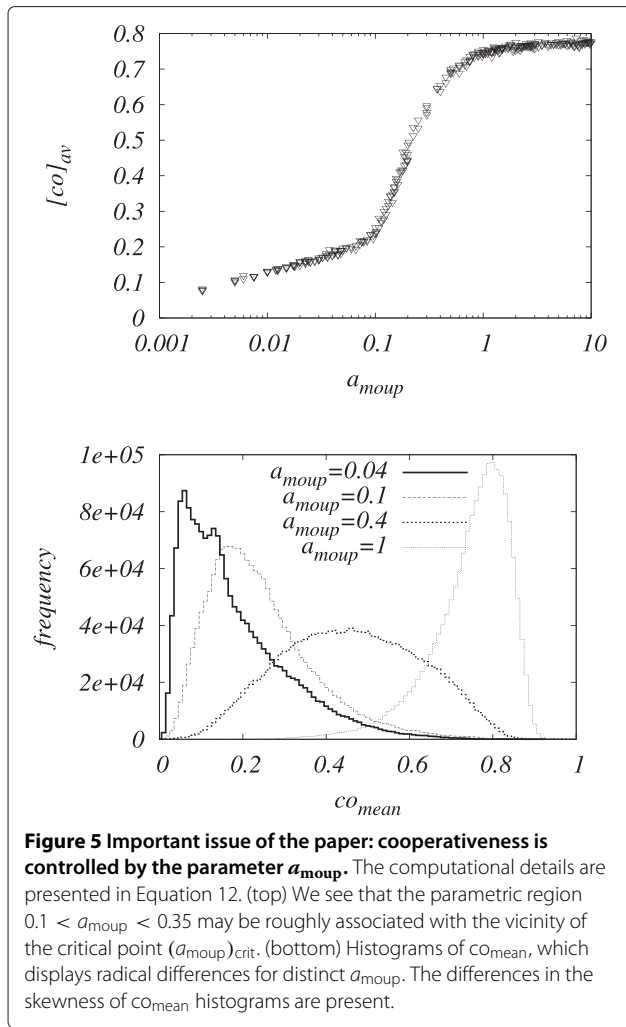 0.8
0.7
0.6
0.5
0.4
0.3
0.2
0.1
0
[co]av
0.001 0.01 0.1 1 10
amoup
1e+05
8e+04
6e+04
4e+04
2e+04
0
frequency
amoup=0.04
amoup=0.1
amoup=0.4
amoup=1
0 0.2 0.4 0.6 0.8 1
comean
Figure 5 Important issue of the paper: cooperativeness is
controlled by the parameter amoup. The computational details are
presented in Equation 12. (top) We see that the parametric region
0.1 < amoup < 0.35 may be roughly associated with the vicinity of
the critical point (amoup)crit. (bottom) Histograms of comean, which
displays radical differences for distinct amoup. The differences in the
skewness of comean histograms are present.